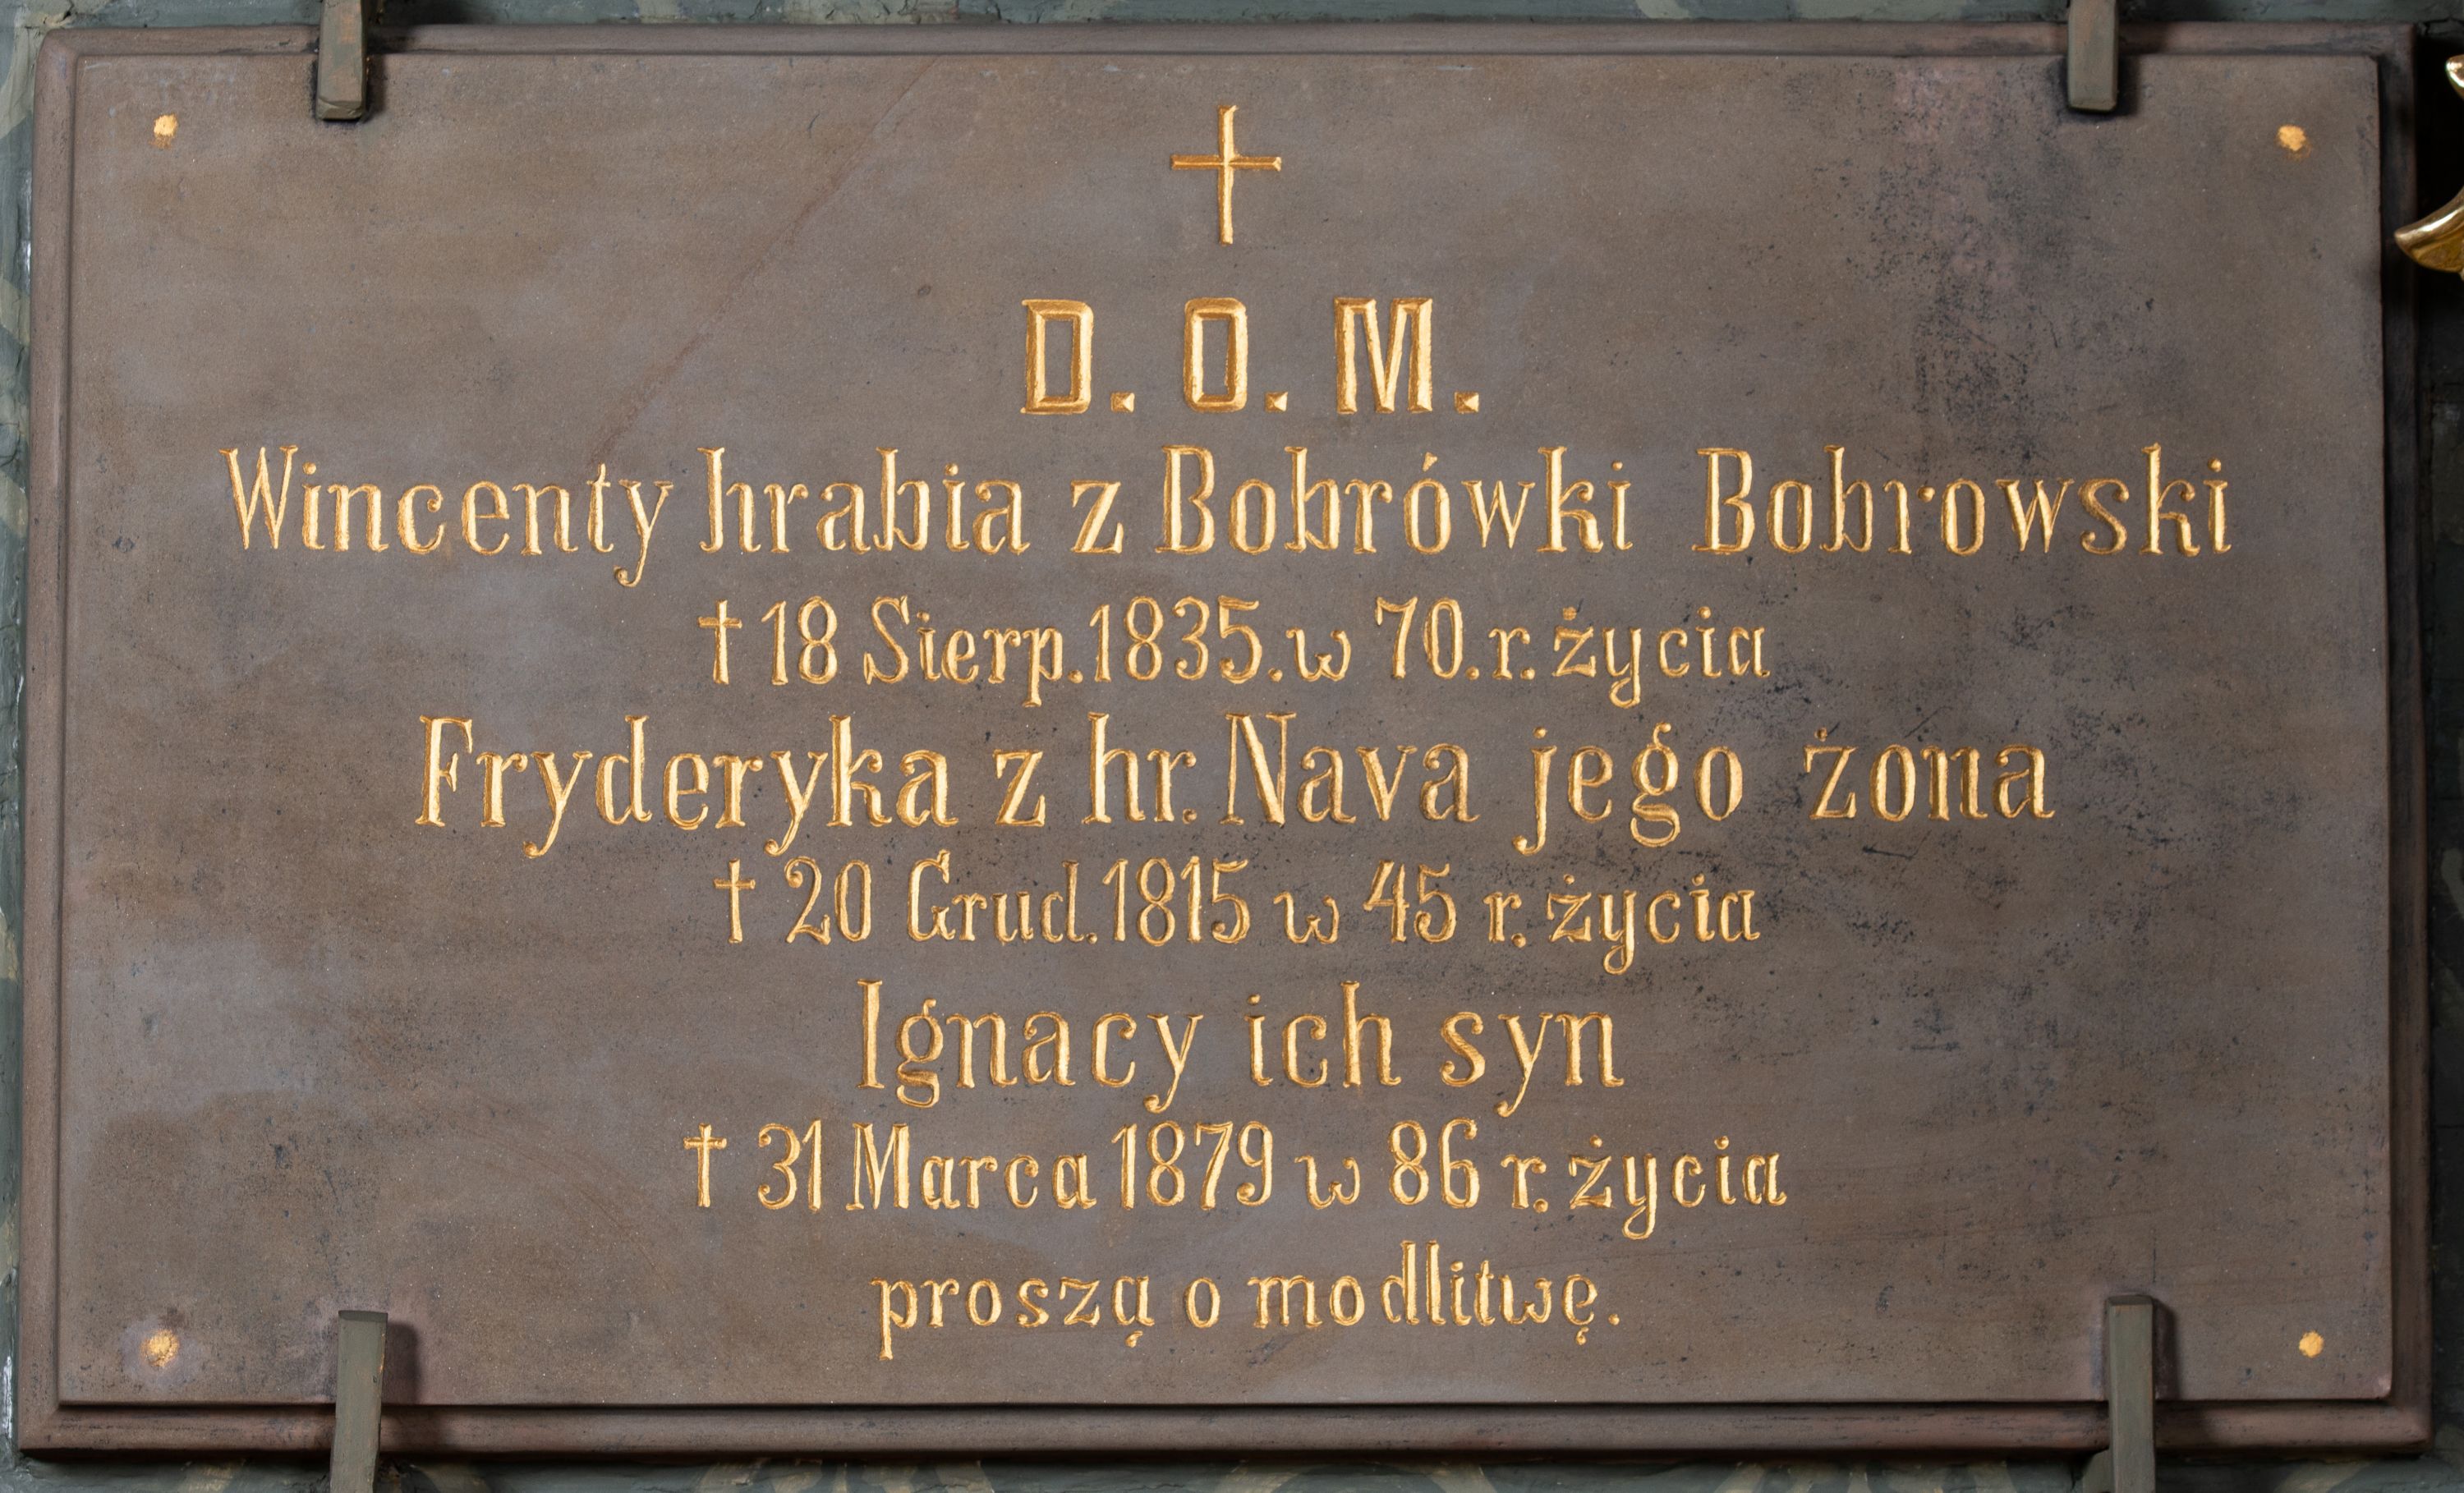 D. O. M.
Wincenty hrabia z Bobrówki Bobrowski
† 18 Sierp. 1835. w 70. r. życia
Fryderyka z hr. Nava jego żona
† 20 Grud. 1815 w 45 r. życia
Ignacy ich syn
† 31 Marca 1879 w 86 r. życia
proszą o modlitwę.